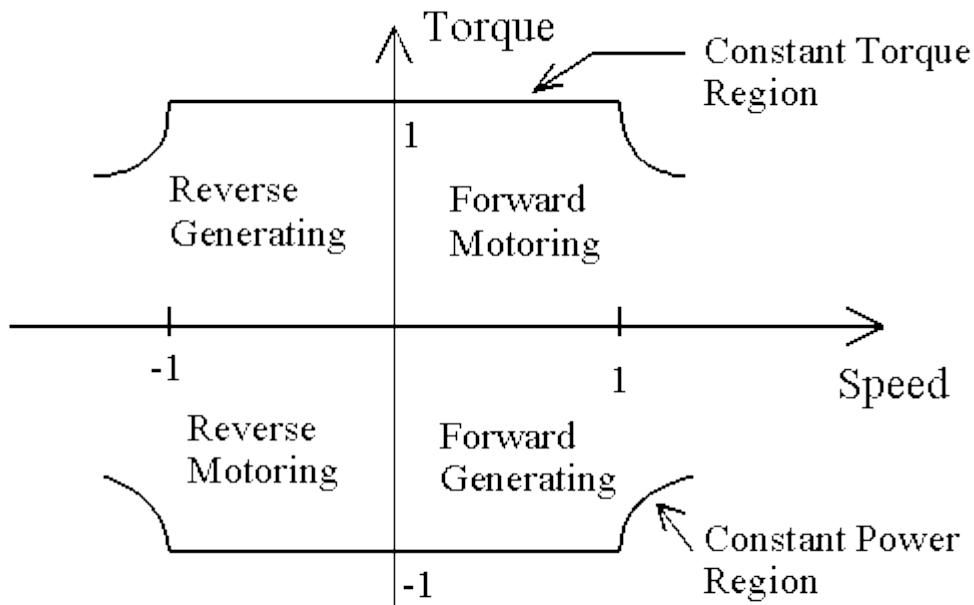 Torque
Constant Torque
Region
1
Reverse
Generating
Forward
Motoring
-1
1
Speed
Reverse
Motoring
Forward
Generating
Constant Power
Region
-1